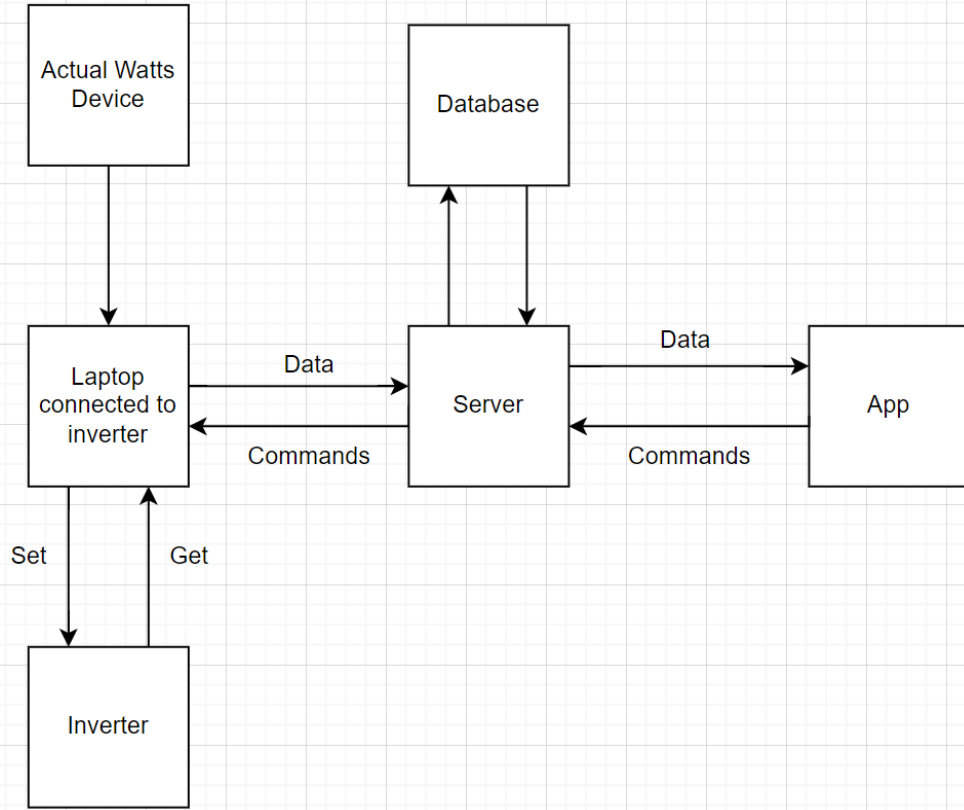 Actual Watts
Device
Database
Laptop
connected to
inverter
Data
Commands
Server
Data
Commands
App
Set
Get
Inverter